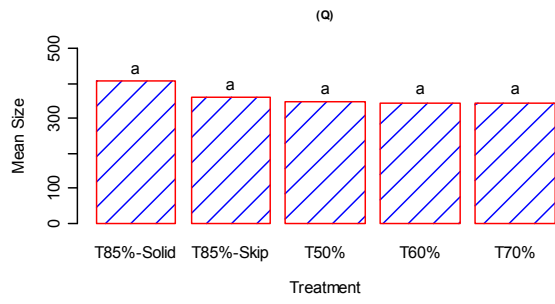 (Q)
500
300
100
0
Mean Size
a
a
a
a
a
T85%-Solid
T85%-Skip
T50%
T60%
T70%
Treatment